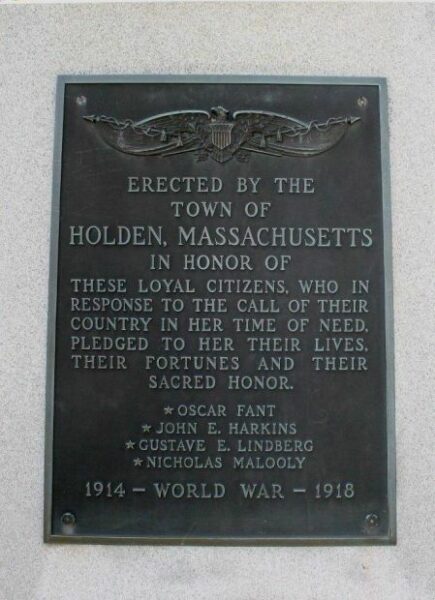 ERECTED BY THE
TOWN OF
HOLDEN, MASSACHUSETTS
IN HONOR OF
THESE LOYAL CITIZENS, WHO IN
RESPONSE TO THE CALL OF THEIR
COUNTRY IN HER TIME OF NEED,
PLEDGED TO HER THEIR LIVES,
THEIR FORTUNES AND THEIR
SACRED HONOR.
★ OSCAR FANT
★ JOHN E. HARKINS
★ GUSTAVE E. LINDBERG
★ NICHOLAS MALOOLY
1914 – WORLD WAR – 1918